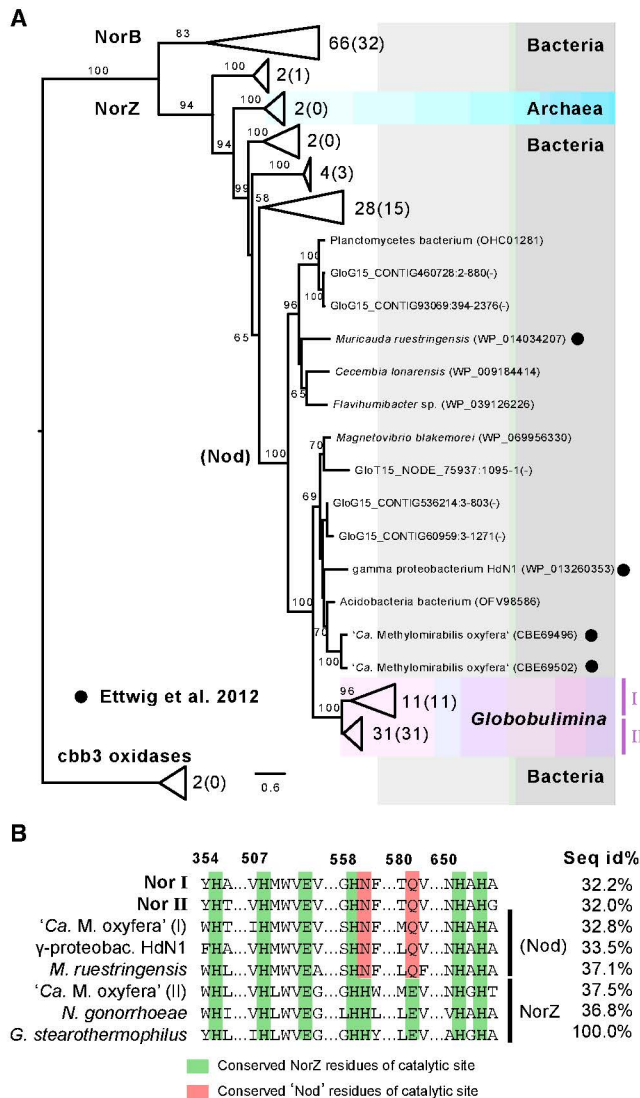 A
NorB
83
66(32)
Bacteria
100
100
2(1)
NorZ
94
100
2(0)
Archaea
94
100
2(0)
Bacteria
99
100
4(3)
58
28(15)
Planctomycetes bacterium (OHC01281)
100
GloG15_CONTIG460728:2-880(-)
100
GloG15_CONTIG93069:394-2376(-)
96
Muricauda ruestringensis (WP_014034207)
65
Cecembia lonarensis (WP_009184414)
65
Flavihumibacter sp. (WP_039126226)
(Nod)
100
70
Magnetovibrio blakemorei (WP_069956330)
GloT15_NODE_75937:1095-1(-)
69
GloG15_CONTIG536214:3-803(-)
GloG15_CONTIG60959:3-1271(-)
gamma proteobacterium HdN1 (WP_013260353)
100
Acidobacteria bacterium (OFV98586)
70
'Ca. Methylomirabilis oxyfera' (CBE69496)
100
'Ca. Methylomirabilis oxyfera' (CBE69502)
Ettwig et al. 2012
96
11(11)
I
100
Globobulimina
31(31)
II
cbb3 oxidases
2(0)
0.6
Bacteria
B
354 507 558 580 650 Seq id%
Nor I YHA...VHMWVEV...GHNF...TQV...NHAHA 32.2%
Nor II WHT...VHMWVEV...GHNF...TQV...NHAHG 32.0%
'Ca. M. oxyfera' (I) WHT...IHSWVEV...SHNF...MQV...NHAHA 32.8%
γ-proteobac. HdN1 FHA...VHMWVEV...SHNF...LQV...NHAHA (Nod) 33.5%
M. ruestringensis WHL...VHMWVEA...SHNF...LQF...NHAHA 37.1%
'Ca. M. oxyfera' (II) WHL...VHLWVEG...GHHW...MEV...NHGHT 37.5%
N. gonorrhoeae WHI...VHLWVEG...LHHL...LEV...VHAHA NorZ 36.8%
G. stearothermophilus YHL...IHLWVEG...GHHY...LEV...NHAHA 100.0%
Conserved NorZ residues of catalytic site
Conserved 'Nod' residues of catalytic site